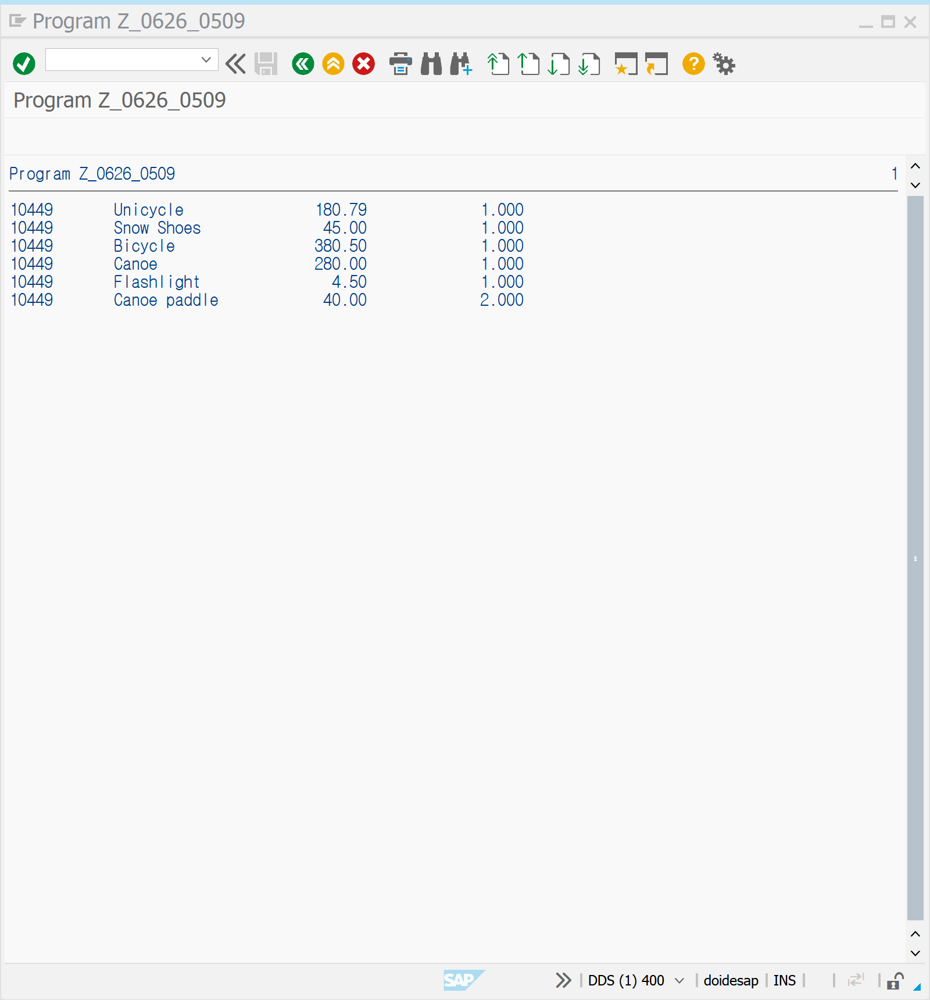 Program Z_0626_0509
Program Z_0626_0509
Program Z_0626_0509 1
10449 Unicycle 180.79 1.000
10449 Snow Shoes 45.00 1.000
10449 Bicycle 380.50 1.000
10449 Canoe 280.00 1.000
10449 Flashlight 4.50 1.000
10449 Canoe paddle 40.00 2.000
SAP DDS (1) 400 doidesap INS